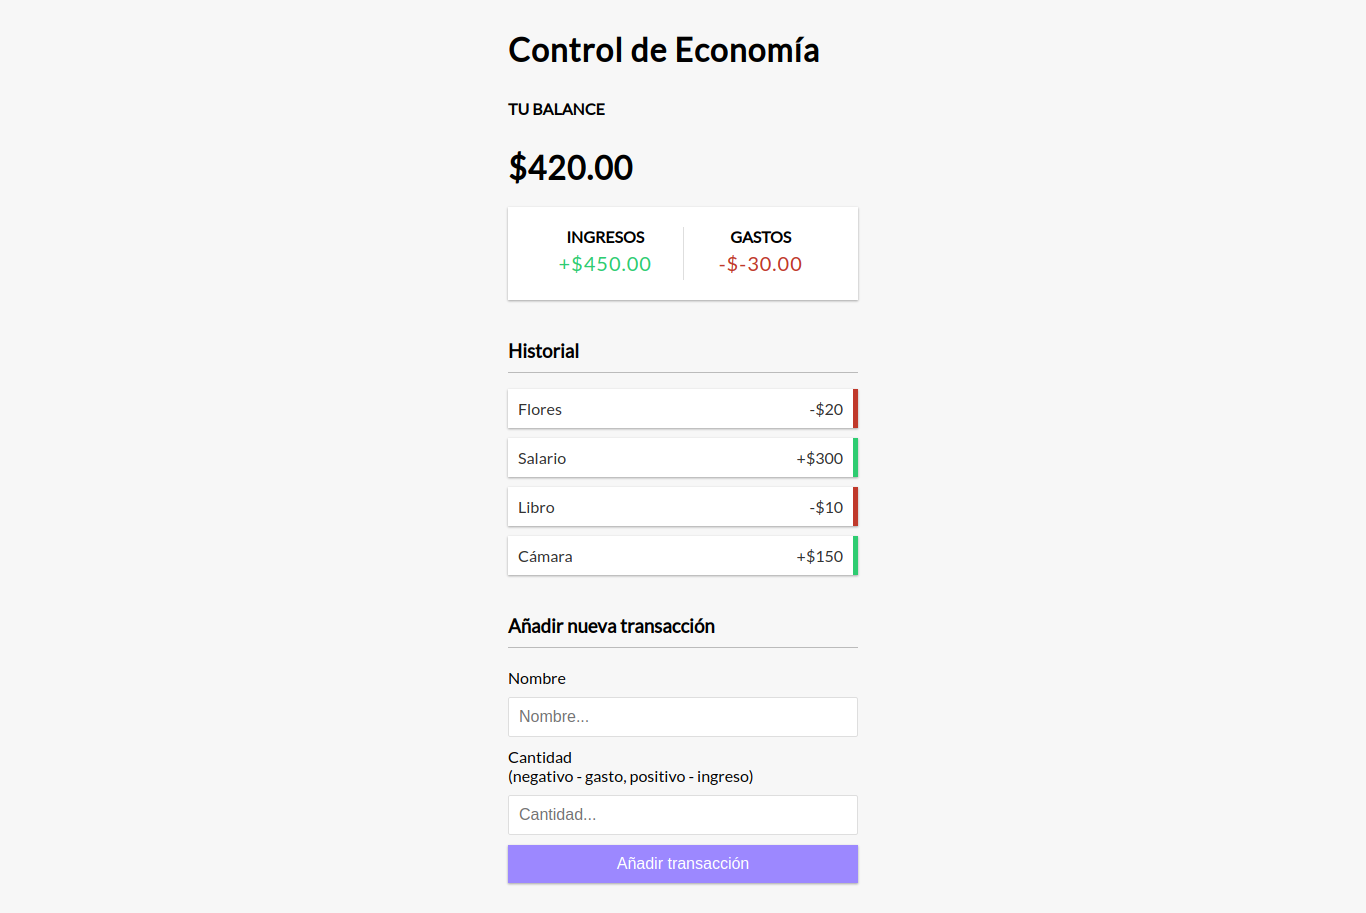 Control de Economía
TU BALANCE
$420.00
INGRESOS GASTOS
+$450.00 -$-30.00
Historial
Flores -$20
Salario +$300
Libro -$10
Cámara +$150
Añadir nueva transacción
Nombre
Nombre...
Cantidad
(negativo - gasto, positivo - ingreso)
Cantidad...
Añadir transacción